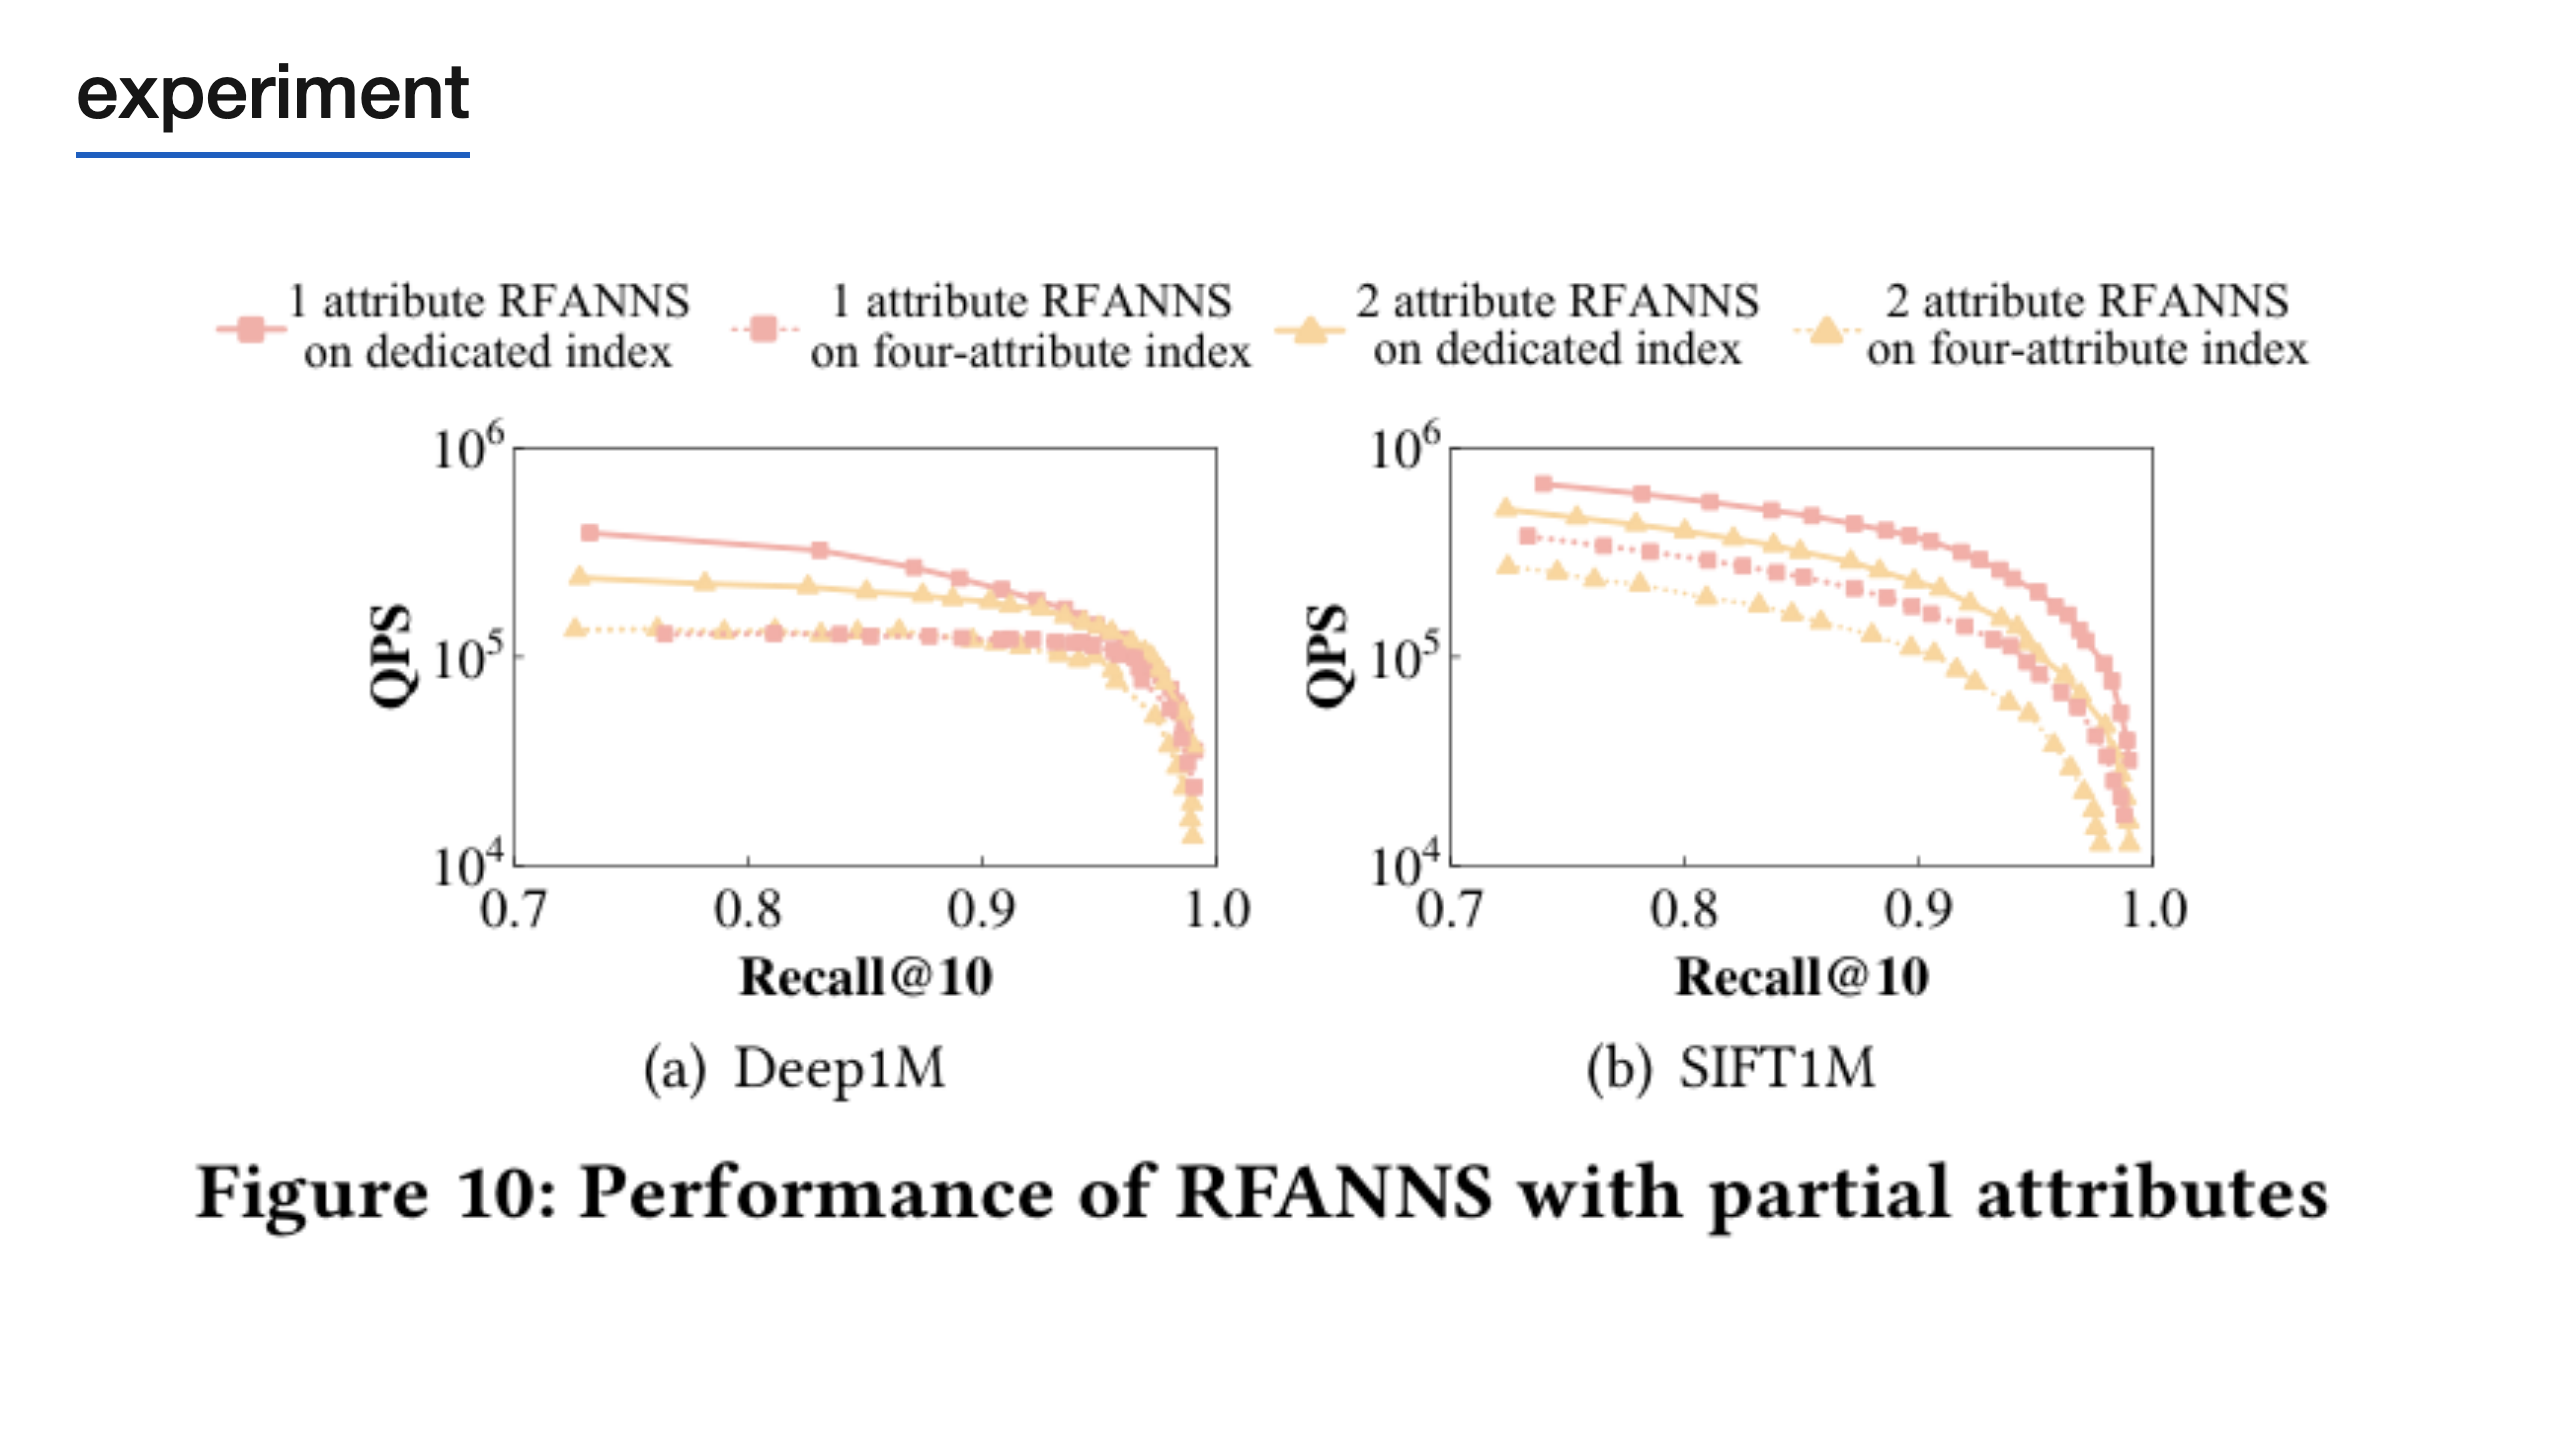 experiment
1 attribute RFANNS
on dedicated index
1 attribute RFANNS
on four-attribute index
2 attribute RFANNS
on dedicated index
2 attribute RFANNS
on four-attribute index
10^6
10^5
10^4
QPS
0.7 0.8 0.9 1.0
Recall@10
(a) Deep1M
10^6
10^5
10^4
QPS
0.7 0.8 0.9 1.0
Recall@10
(b) SIFT1M
Figure 10: Performance of RFANNS with partial attributes